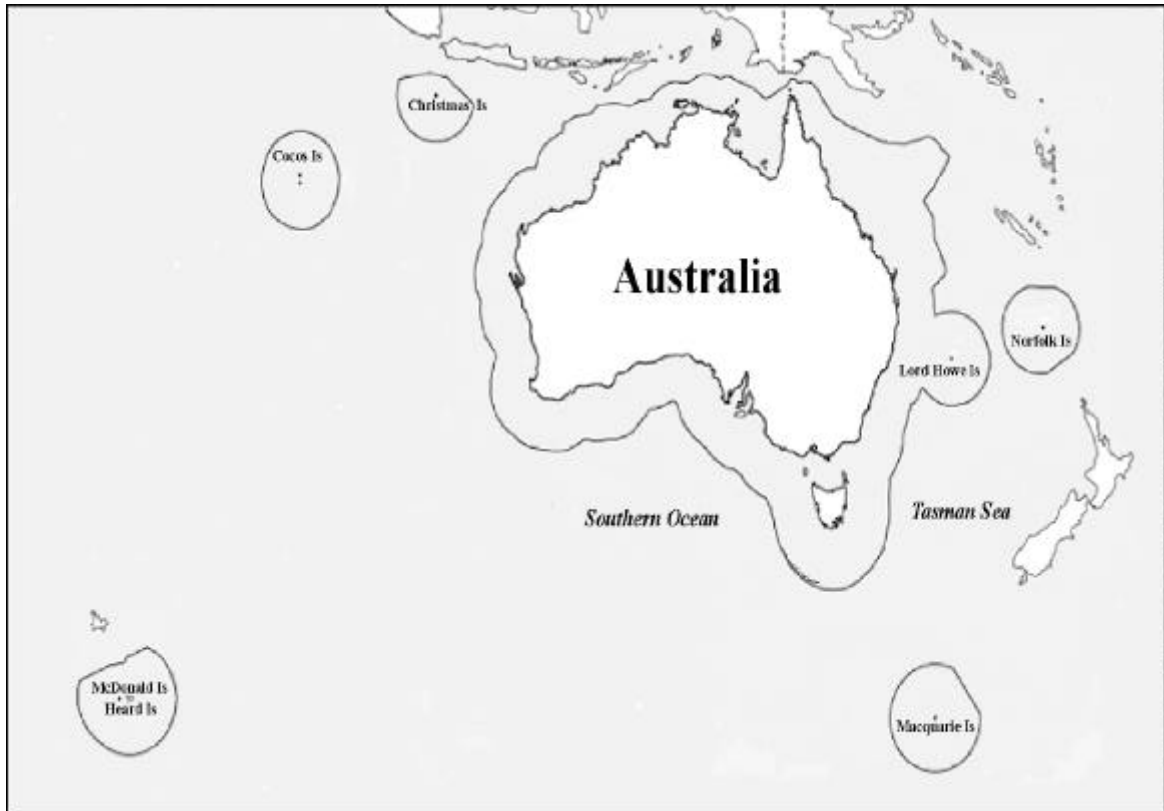 Christmas Is
Cocos Is
Australia
Norfolk Is
Lord Howe Is
Southern Ocean
Tasman Sea
McDonald Is
Heard Is
Macquarie Is